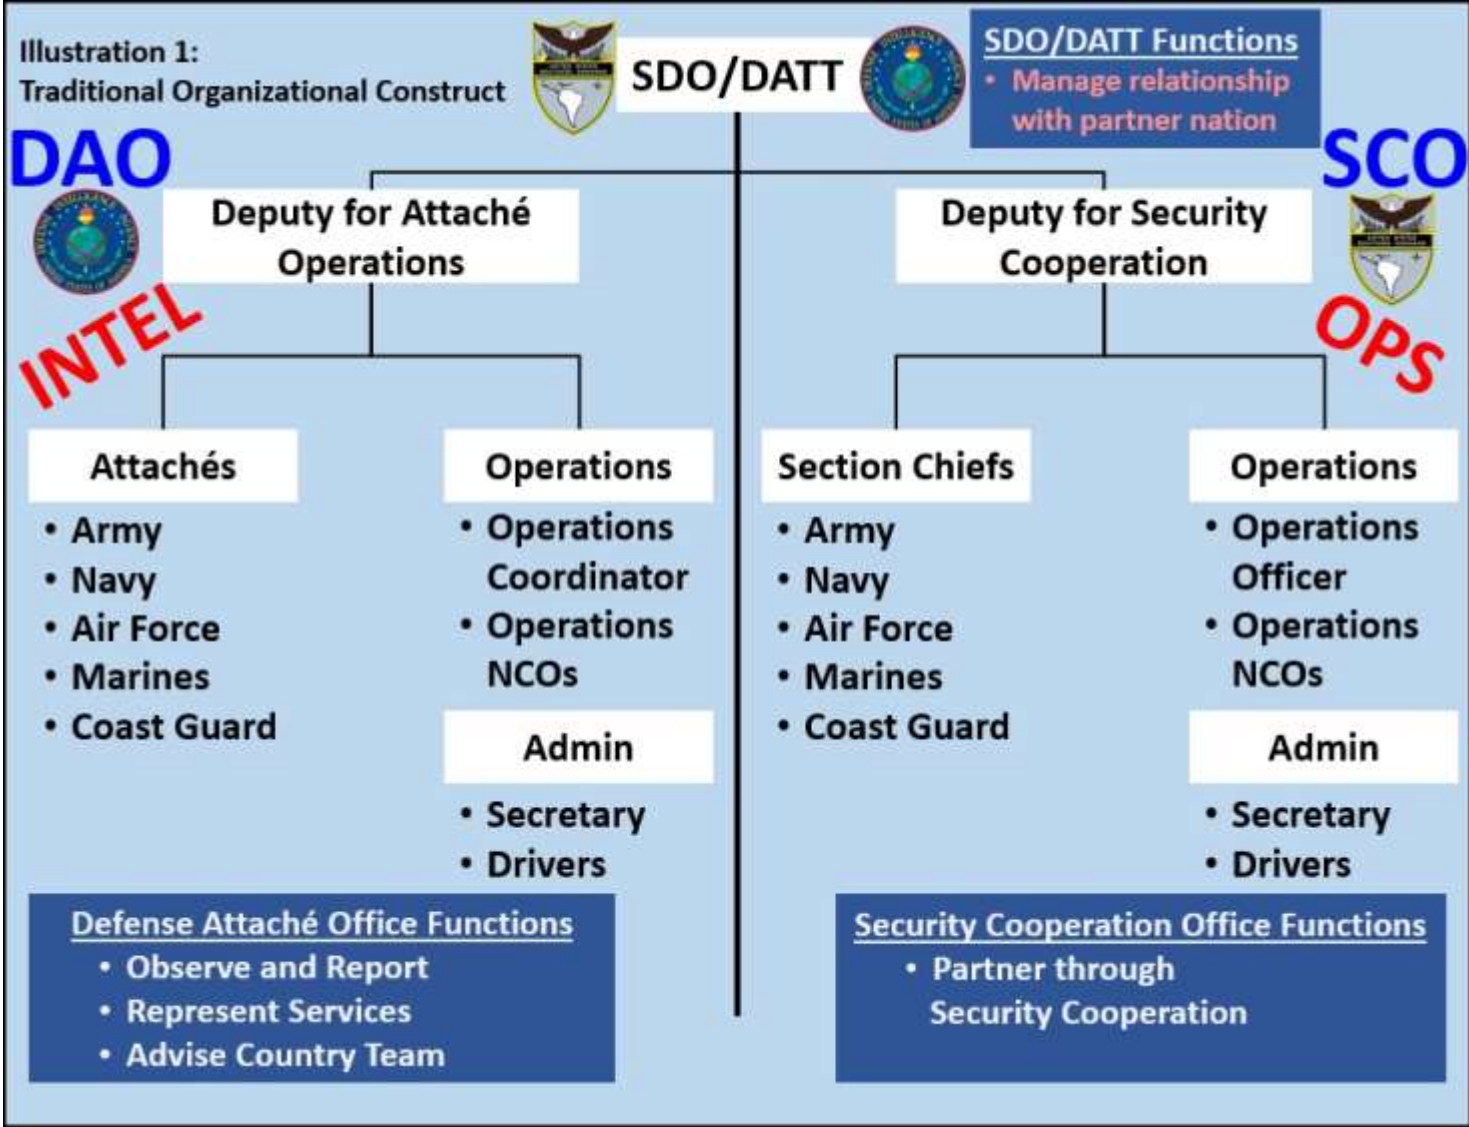 Illustration 1:
Traditional Organizational Construct
SDO/DATT
SDO/DATT Functions
• Manage relationship
with partner nation
DAO
INTEL
SCO
OPS
Deputy for Attaché
Operations
Deputy for Security
Cooperation
Attachés
• Army
• Navy
• Air Force
• Marines
• Coast Guard
Operations
• Operations
Coordinator
• Operations
NCOs
Admin
• Secretary
• Drivers
Section Chiefs
• Army
• Navy
• Air Force
• Marines
• Coast Guard
Operations
• Operations
Officer
• Operations
NCOs
Admin
• Secretary
• Drivers
Defense Attaché Office Functions
• Observe and Report
• Represent Services
• Advise Country Team
Security Cooperation Office Functions
• Partner through
Security Cooperation